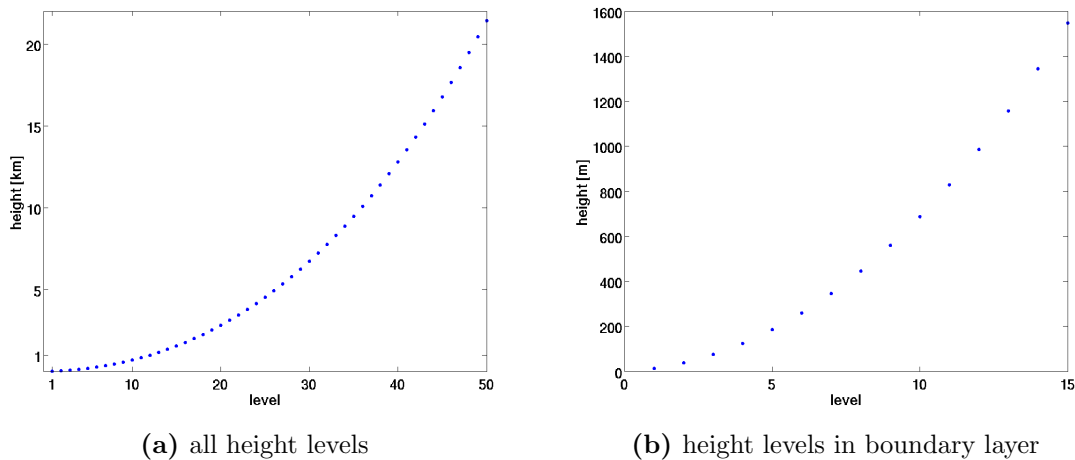 20
15
10
5
1
height [km]
1 10 20 30 40 50
level
(a) all height levels
1600
1400
1200
1000
800
600
400
200
0
height [m]
0 5 10 15
level
(b) height levels in boundary layer